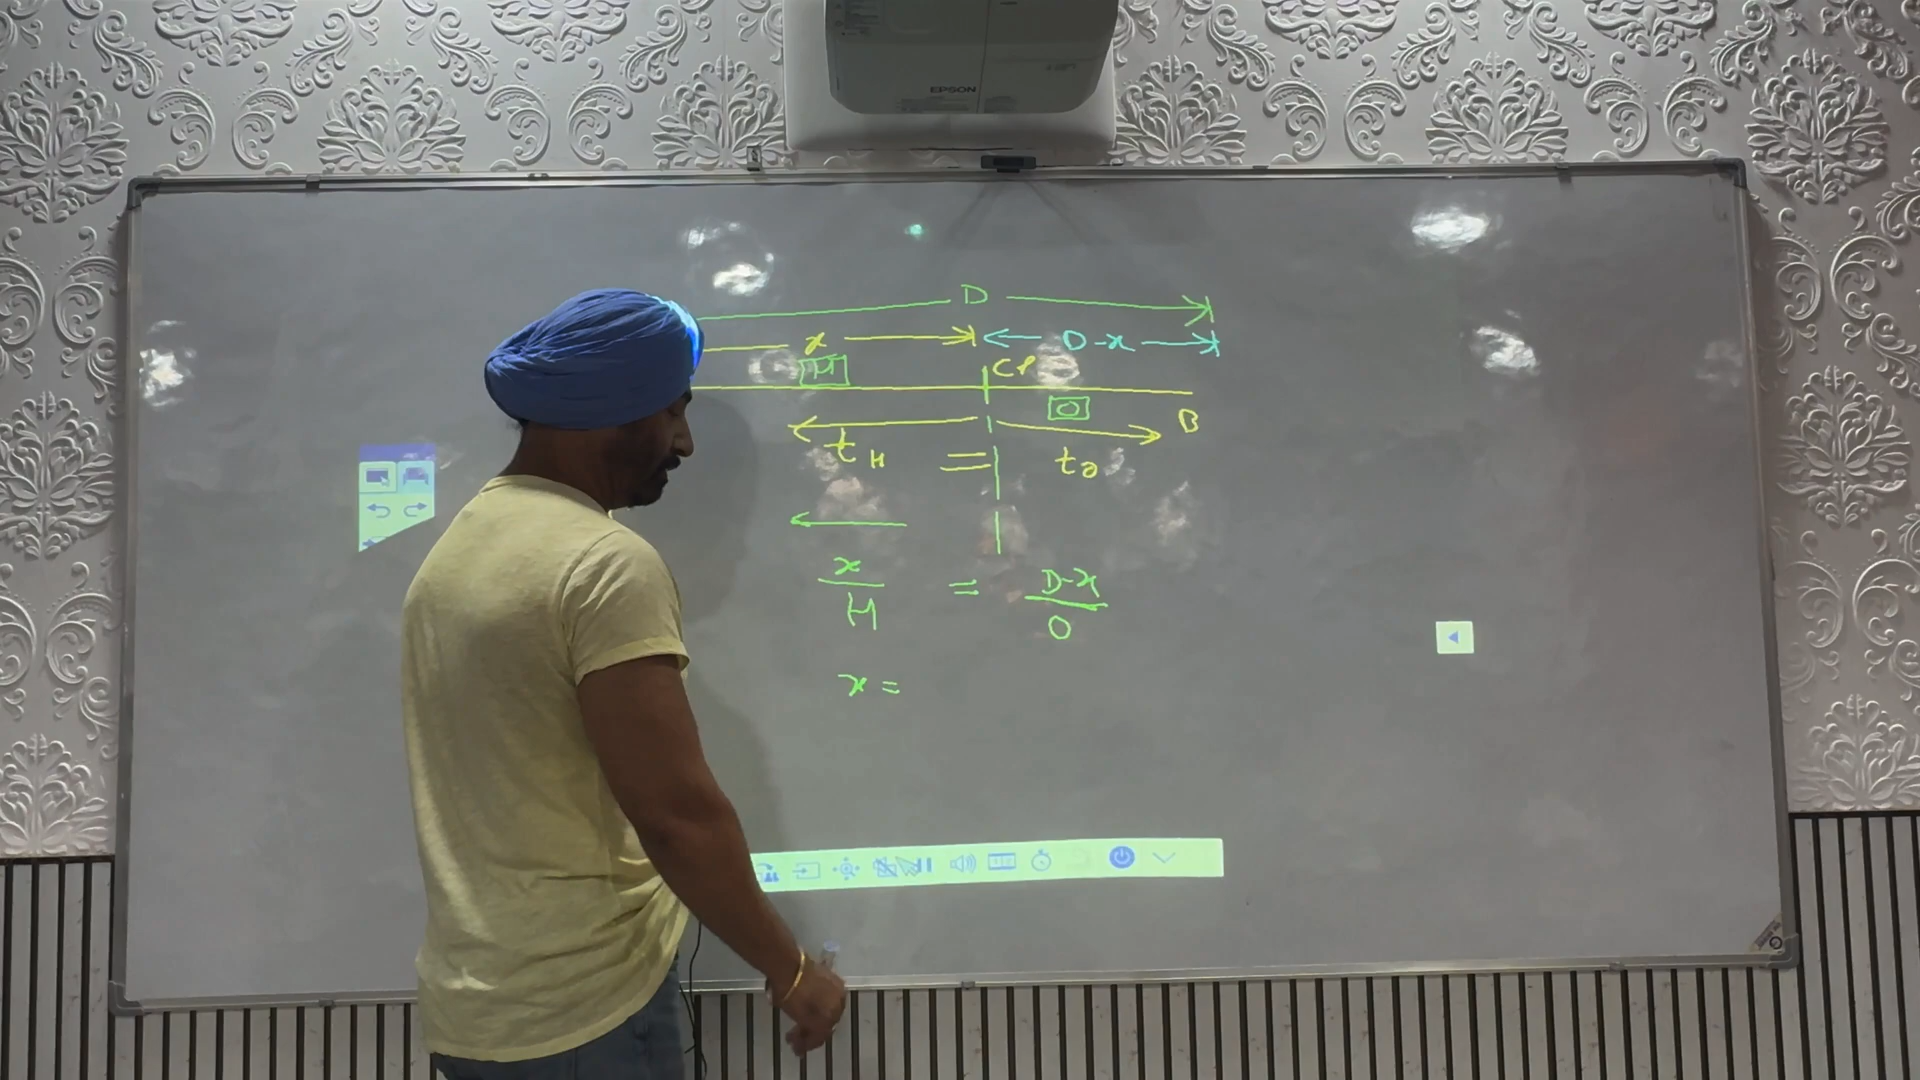 EPSON
D
x D-x
H CP
O
B
tH = tO
x/H = D-x/O
x =